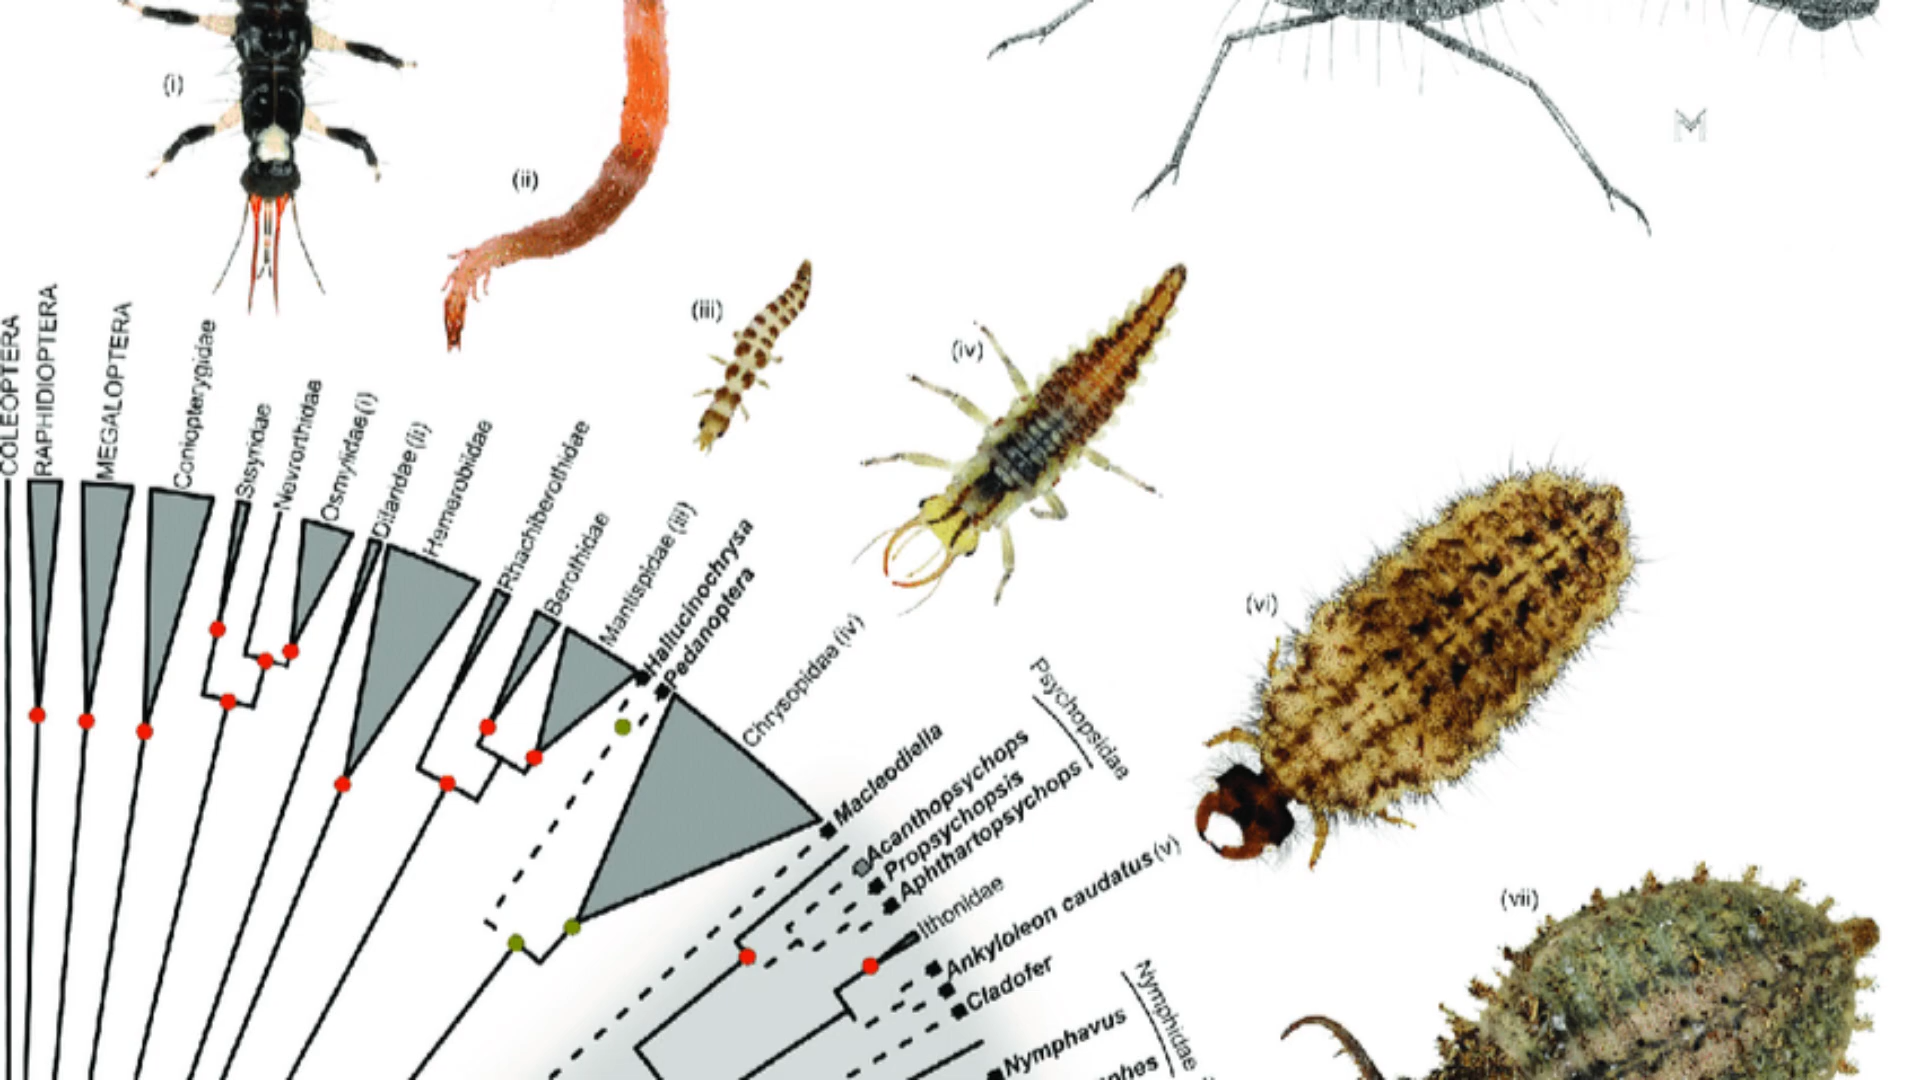 (i)
(ii)
(iii)
(iv)
(vi)
(vii)
M
COLEOPTERA
RAPHIDIOPTERA
MEGALOPTERA
Coniopterygidae
Sisyridae
Nevrorthidae
Osmylidae (i)
Dilaridae (ii)
Hemerobiidae
Rhachiberothidae
Berothidae
Mantispidae (iii)
Hallucinochrysa
Pedanoptera
Chrysopidae (iv)
Macleodiella
Acanthopsychops
Propsychopsis
Aphthartopsychops
Psychopsidae
Ithonidae
Ankyloleon caudatus (v)
Cladofer
Nymphavus
Nymphidae